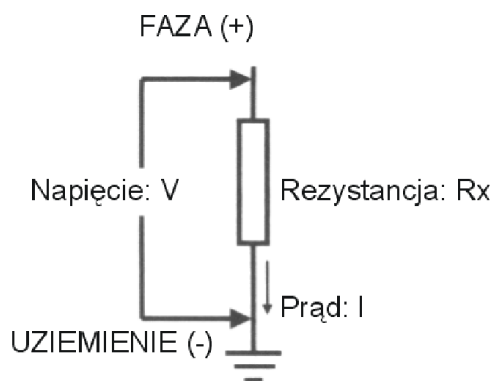 FAZA (+)
Napięcie: V
Rezystancja: Rx
Prąd: I
UZIEMIENIE (-)